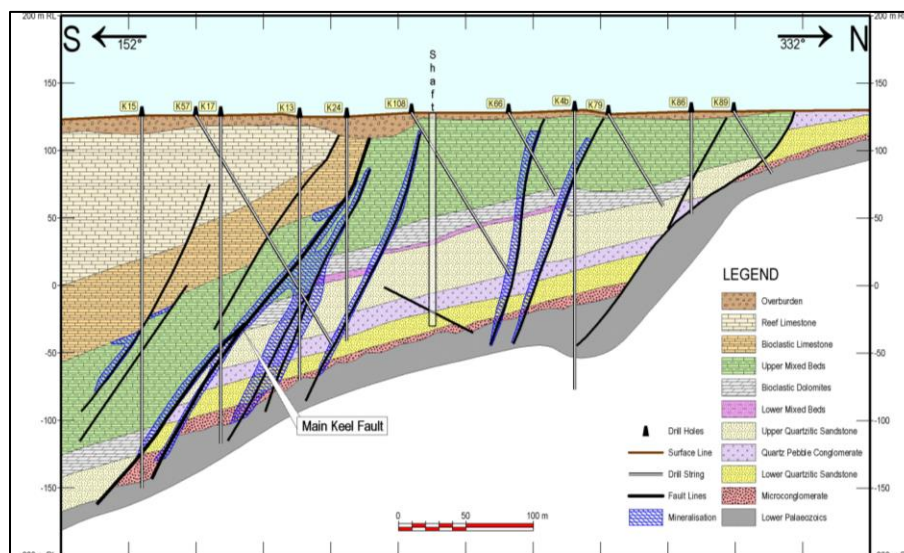 200 m RL
200 m RL
S
152°
332°
N
Shaft
K15
K57
K17
K13
K24
K108
K66
K4b
K79
K86
K89
150
150
100
100
50
50
0
0
-50
-50
-100
-100
-150
-150
Main Keel Fault
LEGEND
Overburden
Reef Limestone
Bioclastic Limestone
Upper Mixed Beds
Bioclastic Dolomites
Lower Mixed Beds
Upper Quartzitic Sandstone
Quartz Pebble Conglomerate
Lower Quartzitic Sandstone
Microconglomerate
Lower Palaeozoics
Drill Holes
Surface Line
Drill String
Fault Lines
Mineralisation
0
50
100 m